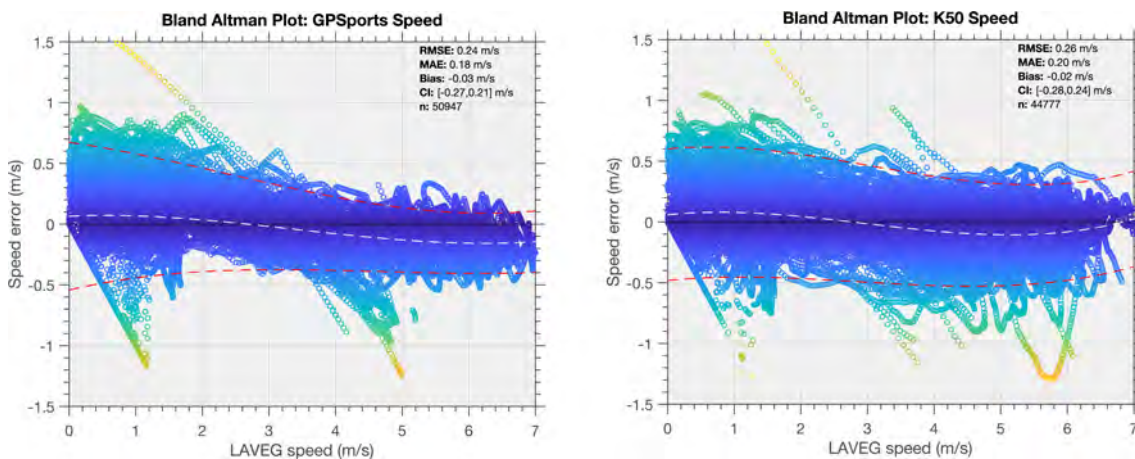 Bland Altman Plot: GPSports Speed
1.5
1
0.5
0
-0.5
-1
-1.5
Speed error (m/s)
RMSE: 0.24 m/s
MAE: 0.18 m/s
Bias: -0.03 m/s
CI: [-0.27,0.21] m/s
n: 50947
0 1 2 3 4 5 6 7
LAVEG speed (m/s)
Bland Altman Plot: K50 Speed
1.5
1
0.5
0
-0.5
-1
-1.5
Speed error (m/s)
RMSE: 0.26 m/s
MAE: 0.20 m/s
Bias: -0.02 m/s
CI: [-0.28,0.24] m/s
n: 44777
0 1 2 3 4 5 6 7
LAVEG speed (m/s)